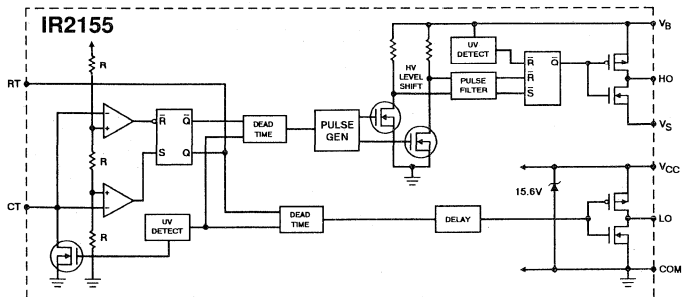 IR2155
VB
R
UV
DETECT
R̅
Q̅
HV
LEVEL
SHIFT
PULSE
FILTER
R̅
S̅
HO
VS
RT
R̅
Q̅
DEAD
TIME
PULSE
GEN
R
S
Q
VCC
15.6V
CT
R
UV
DETECT
DEAD
TIME
DELAY
LO
COM